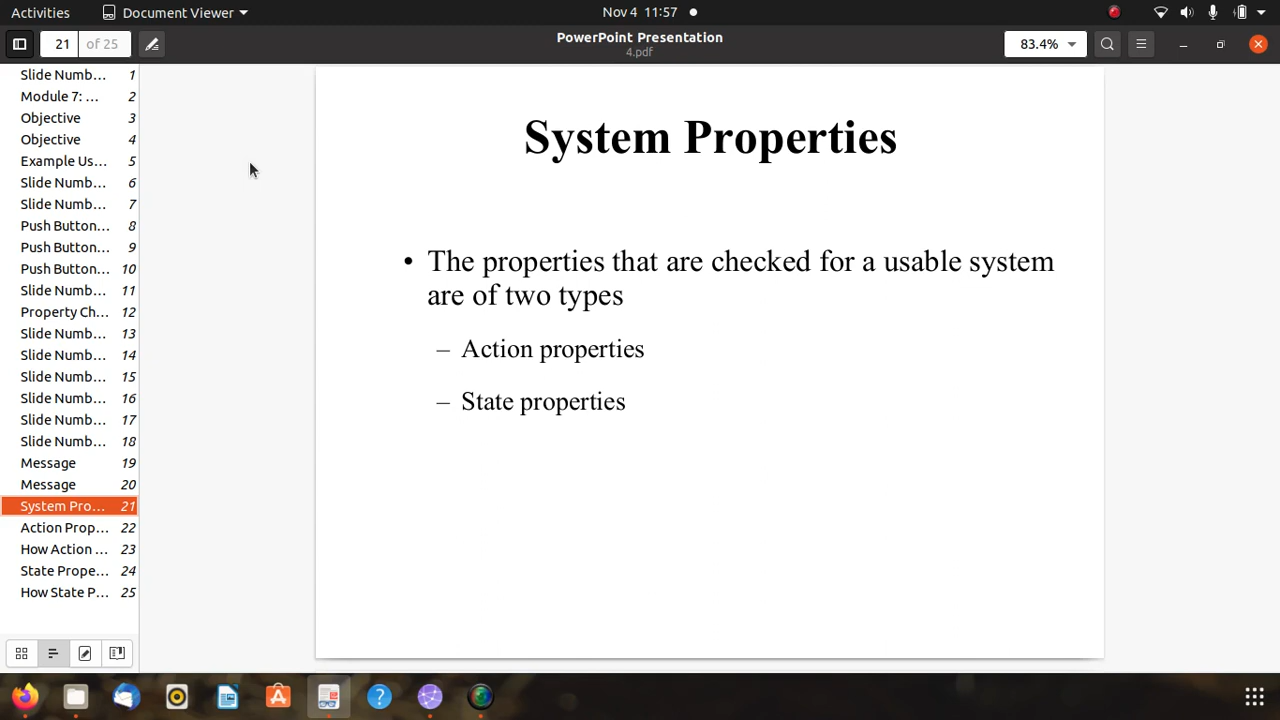 Activities
Document Viewer
Nov 4 11:57
21 of 25
PowerPoint Presentation
4.pdf
83.4%
Slide Numb... 1
Module 7: ... 2
Objective 3
Objective 4
Example Us... 5
Slide Numb... 6
Slide Numb... 7
Push Button... 8
Push Button... 9
Push Button... 10
Slide Numb... 11
Property Ch... 12
Slide Numb... 13
Slide Numb... 14
Slide Numb... 15
Slide Numb... 16
Slide Numb... 17
Slide Numb... 18
Message 19
Message 20
System Pro... 21
Action Prop... 22
How Action ... 23
State Prope... 24
How State P... 25
System Properties
• The properties that are checked for a usable system
are of two types
– Action properties
– State properties